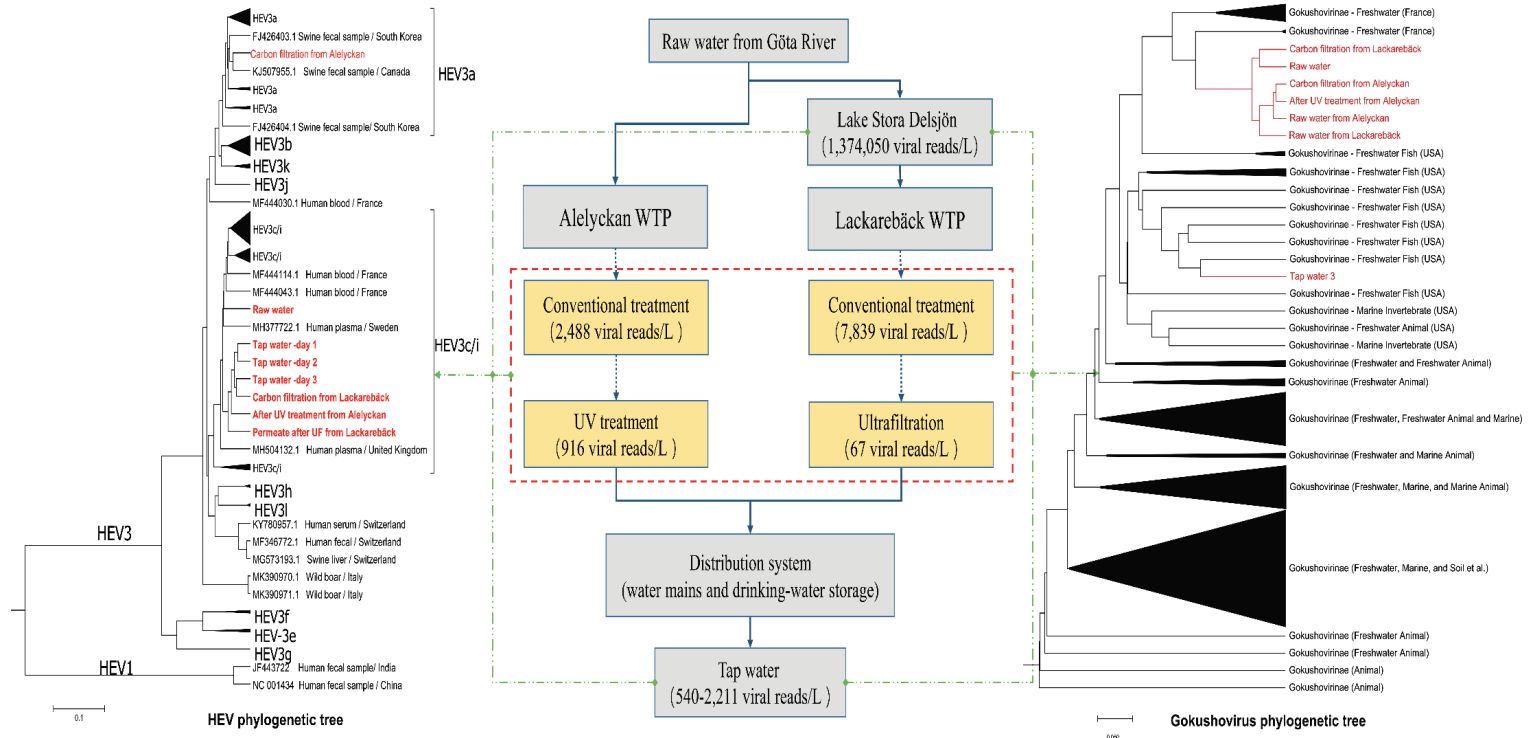 HEV3a
FJ426403.1 Swine fecal sample / South Korea
Carbon filtration from Alelyckan
KJ507955.1 Swine fecal sample / Canada
HEV3a
HEV3a
FJ426404.1 Swine fecal sample/ South Korea
HEV3a
HEV3b
HEV3k
HEV3j
MF444030.1 Human blood / France
HEV3c/i
HEV3c/i
MF444114.1 Human blood / France
MF444043.1 Human blood / France
Raw water
MH377722.1 Human plasma / Sweden
Tap water -day 1
Tap water -day 2
Tap water -day 3
Carbon filtration from Lackarebäck
After UV treatment from Alelyckan
Permeate after UF from Lackarebäck
MH504132.1 Human plasma / United Kingdom
HEV3c/i
HEV3c/i
HEV3h
HEV3l
KY780957.1 Human serum / Switzerland
MF346772.1 Human fecal / Switzerland
MG573193.1 Swine liver / Switzerland
MK390970.1 Wild boar / Italy
MK390971.1 Wild boar / Italy
HEV3
HEV3f
HEV-3e
HEV3g
HEV1
JF443722 Human fecal sample/ India
NC 001434 Human fecal sample / China
0.1
HEV phylogenetic tree
Raw water from Göta River
Lake Stora Delsjön
(1,374,050 viral reads/L)
Alelyckan WTP
Lackarebäck WTP
Conventional treatment
(2,488 viral reads/L )
Conventional treatment
(7,839 viral reads/L )
UV treatment
(916 viral reads/L )
Ultrafiltration
(67 viral reads/L )
Distribution system
(water mains and drinking-water storage)
Tap water
(540-2,211 viral reads/L )
Gokushovirinae - Freshwater (France)
Gokushovirinae - Freshwater (France)
Carbon filtration from Lackarebäck
Raw water
Carbon filtration from Alelyckan
After UV treatment from Alelyckan
Raw water from Alelyckan
Raw water from Lackarebäck
Gokushovirinae - Freshwater Fish (USA)
Gokushovirinae - Freshwater Fish (USA)
Gokushovirinae - Freshwater Fish (USA)
Gokushovirinae - Freshwater Fish (USA)
Gokushovirinae - Freshwater Fish (USA)
Gokushovirinae - Freshwater Fish (USA)
Gokushovirinae - Freshwater Fish (USA)
Tap water 3
Gokushovirinae - Freshwater Fish (USA)
Gokushovirinae - Marine Invertebrate (USA)
Gokushovirinae - Freshwater Animal (USA)
Gokushovirinae - Marine Invertebrate (USA)
Gokushovirinae (Freshwater and Freshwater Animal)
Gokushovirinae (Freshwater Animal)
Gokushovirinae (Freshwater, Freshwater Animal and Marine)
Gokushovirinae (Freshwater and Marine Animal)
Gokushovirinae (Freshwater, Marine, and Marine Animal)
Gokushovirinae (Freshwater, Marine, and Soil et al.)
Gokushovirinae (Freshwater Animal)
Gokushovirinae (Freshwater Animal)
Gokushovirinae (Animal)
Gokushovirinae (Animal)
Gokushovirus phylogenetic tree